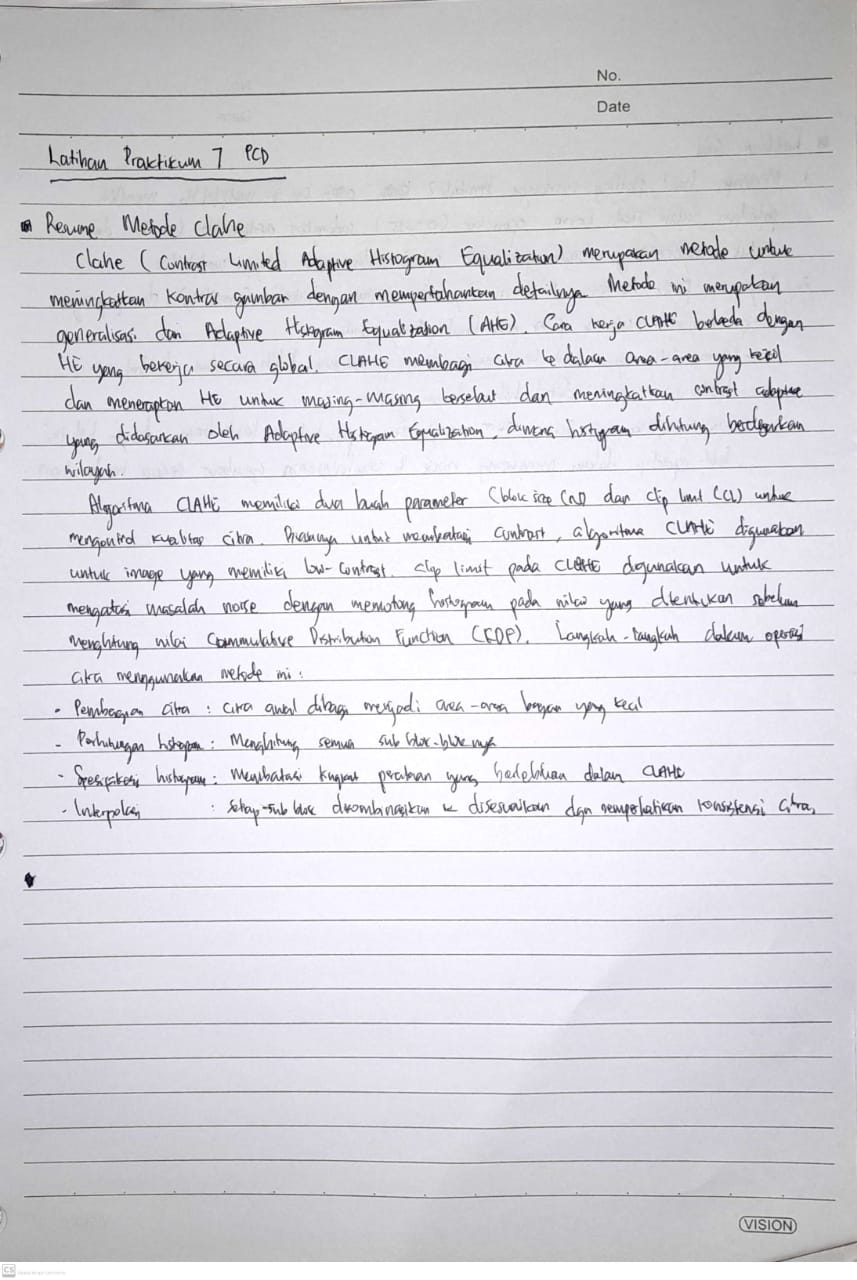 No.
Date
Latihan Praktikum 7 PCD
Resume Metode Clahe
Clahe (Contrast Limited Adaptive Histogram Equalization) merupakan metode untuk
meningkatkan kontras gambar dengan mempertahankan detailnya. Metode ini merupakan
generalisasi dari Adaptive Histogram Equalization (AHE). Cara kerja CLAHE berbeda dengan
HE yang bekerja secara global. CLAHE membagi citra ke dalam area-area yang kecil
dan menerapkan HE untuk masing-masing tersebut dan meningkatkan contrast adaptive
yang didasarkan oleh Adaptive Histogram Equalization, dimana histogram dihitung berdasarkan
wilayah.
Algoritma CLAHE memiliki dua buah parameter (block size (N) dan clip limit (CL) untuk
mengontrol kualitas citra. untuk membatasi contrast, algoritma CLAHE digunakan
untuk image yang memiliki low-contrast. Clip limit pada CLAHE digunakan untuk
mengatasi masalah noise dengan memotong histogram pada nilai yang ditentukan sebelum
menghitung nilai Commulative Distribution Function (CDF). Langkah-langkah dalam operasi
citra menggunakan metode ini :
- Pembagian citra : citra awal dibagi menjadi area-area bagian yang kecil
- Perhitungan histogram : Menghitung semua sub blok-bloknya
- Spesifikasi histogram : Membatasi tingkat yang berlebihan dalam CLAHE
- Interpolasi : Setiap sub blok dikombinasikan & disesuaikan dgn memperhatikan konsistensi citra.
VISION
CS